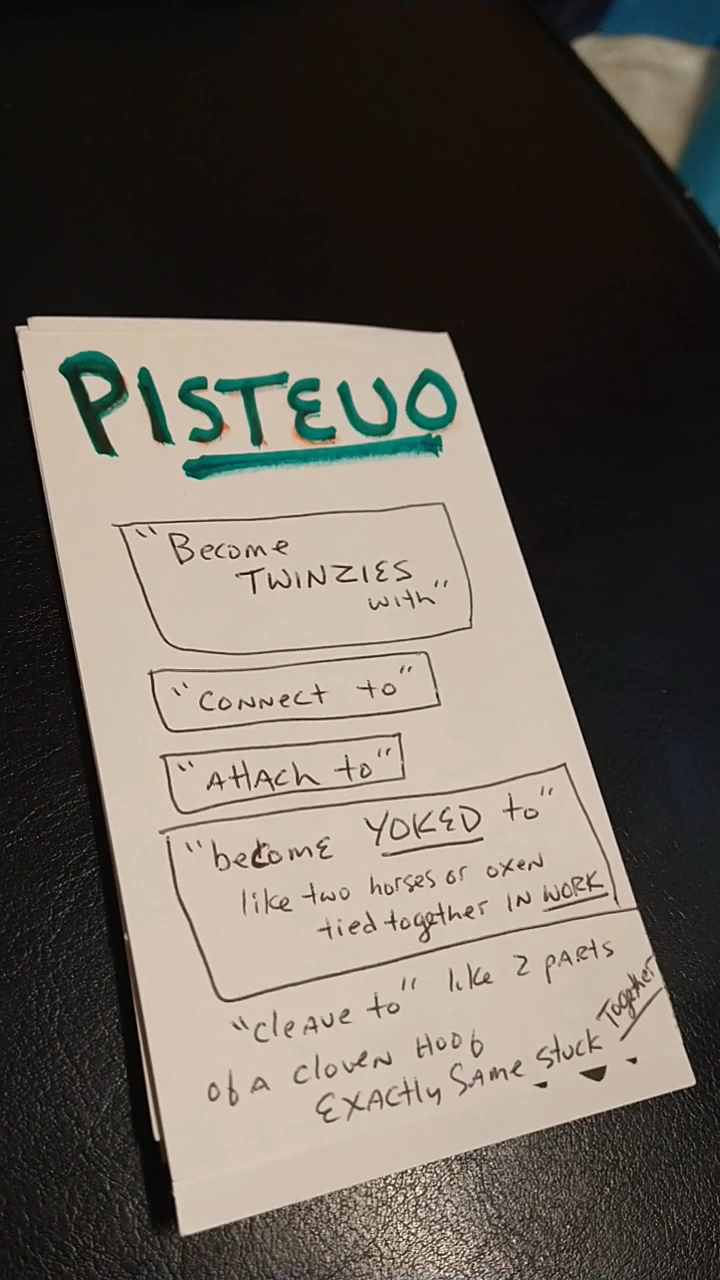 PISTEUO
"Become
TWINZIES
with"
"CONNECT to"
"AttAch to"
"become YOKED to"
like two horses or oxen
tied together IN WORK
"cleAve to" like 2 pArts
of A cloven Hoof
EXACtly SAme stuck Together